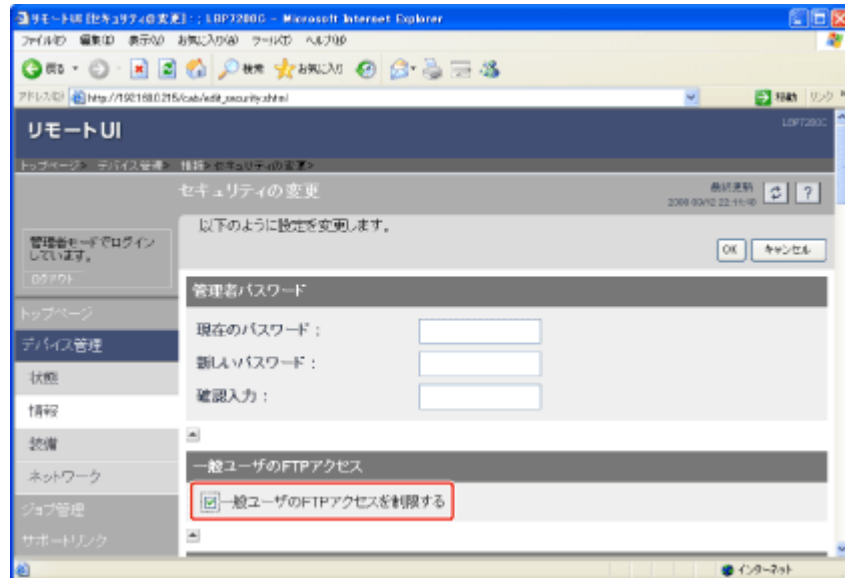 リモートUI [セキュリティの変更] : ; LBP7200C - Microsoft Internet Explorer
ファイル(F) 編集(E) 表示(V) お気に入り(A) ツール(T) ヘルプ(H)
戻る 検索 お気に入り
アドレス(D) http://192.168.0.215/cab/edit_security.shtml 移動 リンク
リモートUI
LBP7200C
トップページ> デバイス管理> 情報> セキュリティの変更>
セキュリティの変更
最終更新
管理者モードでログイン
しています。
ログアウト
以下のように設定を変更します。
OK キャンセル
トップページ
デバイス管理
状態
情報
装備
ネットワーク
ジョブ管理
サポートリンク
管理者パスワード
現在のパスワード：
新しいパスワード：
確認入力：
一般ユーザのFTPアクセス
一般ユーザのFTPアクセスを制限する
インターネット